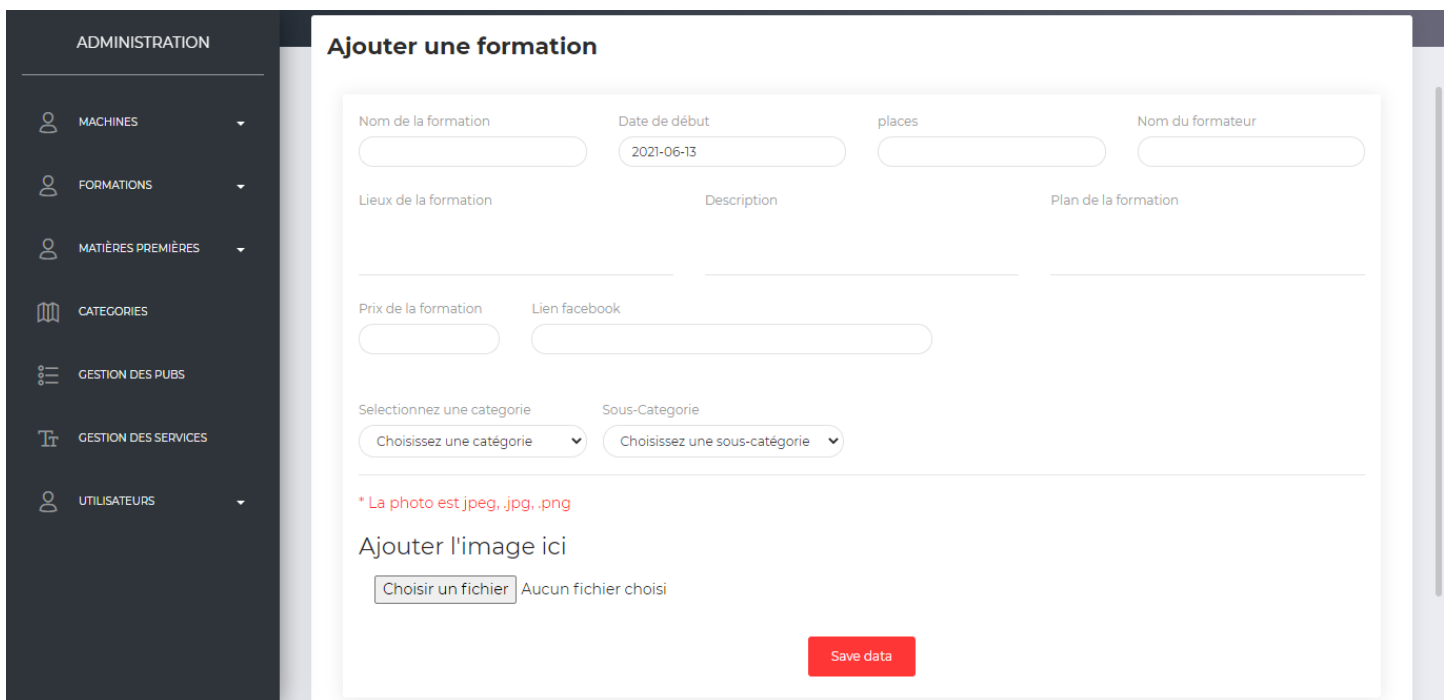 ADMINISTRATION
MACHINES
FORMATIONS
MATIÈRES PREMIÈRES
CATEGORIES
GESTION DES PUBS
GESTION DES SERVICES
UTILISATEURS
Ajouter une formation
Nom de la formation Date de début places Nom du formateur
2021-06-13
Lieux de la formation Description Plan de la formation
Prix de la formation Lien facebook
Selectionnez une categorie Sous-Categorie
Choisissez une catégorie Choisissez une sous-catégorie
* La photo est jpeg, .jpg, .png
Ajouter l'image ici
Choisir un fichier Aucun fichier choisi
Save data